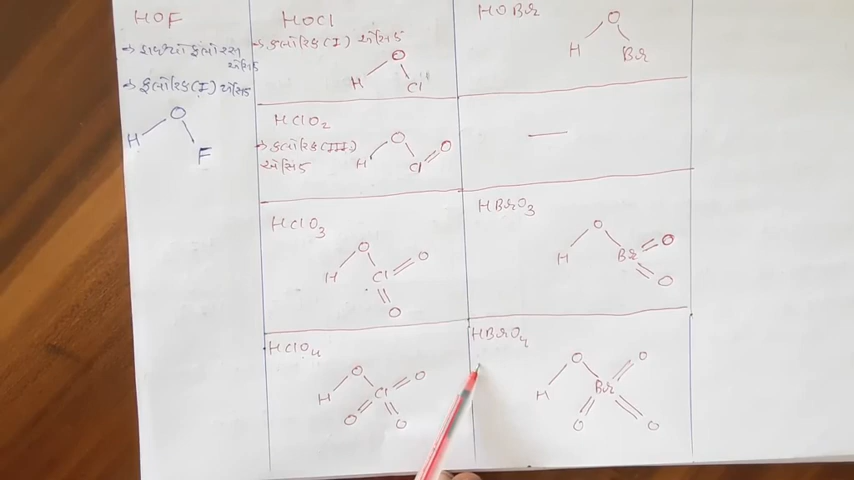 HOF
→ હાઇપોફ્લોરસ
એસિડ
→ ફ્લોરિક(I) એસિડ
O
H
F
HOCl
→ ક્લોરિક(I) એસિડ
O
H
Cl
HClO₂
→ ક્લોરિક(III)
એસિડ
O
O
H
Cl
HClO₃
O
O
H
Cl
O
HClO₄
O
O
H
Cl
O
O
HOBr
O
H
Br
—
HBrO₃
O
O
H
Br
O
HBrO₄
O
O
Br
H
O
O